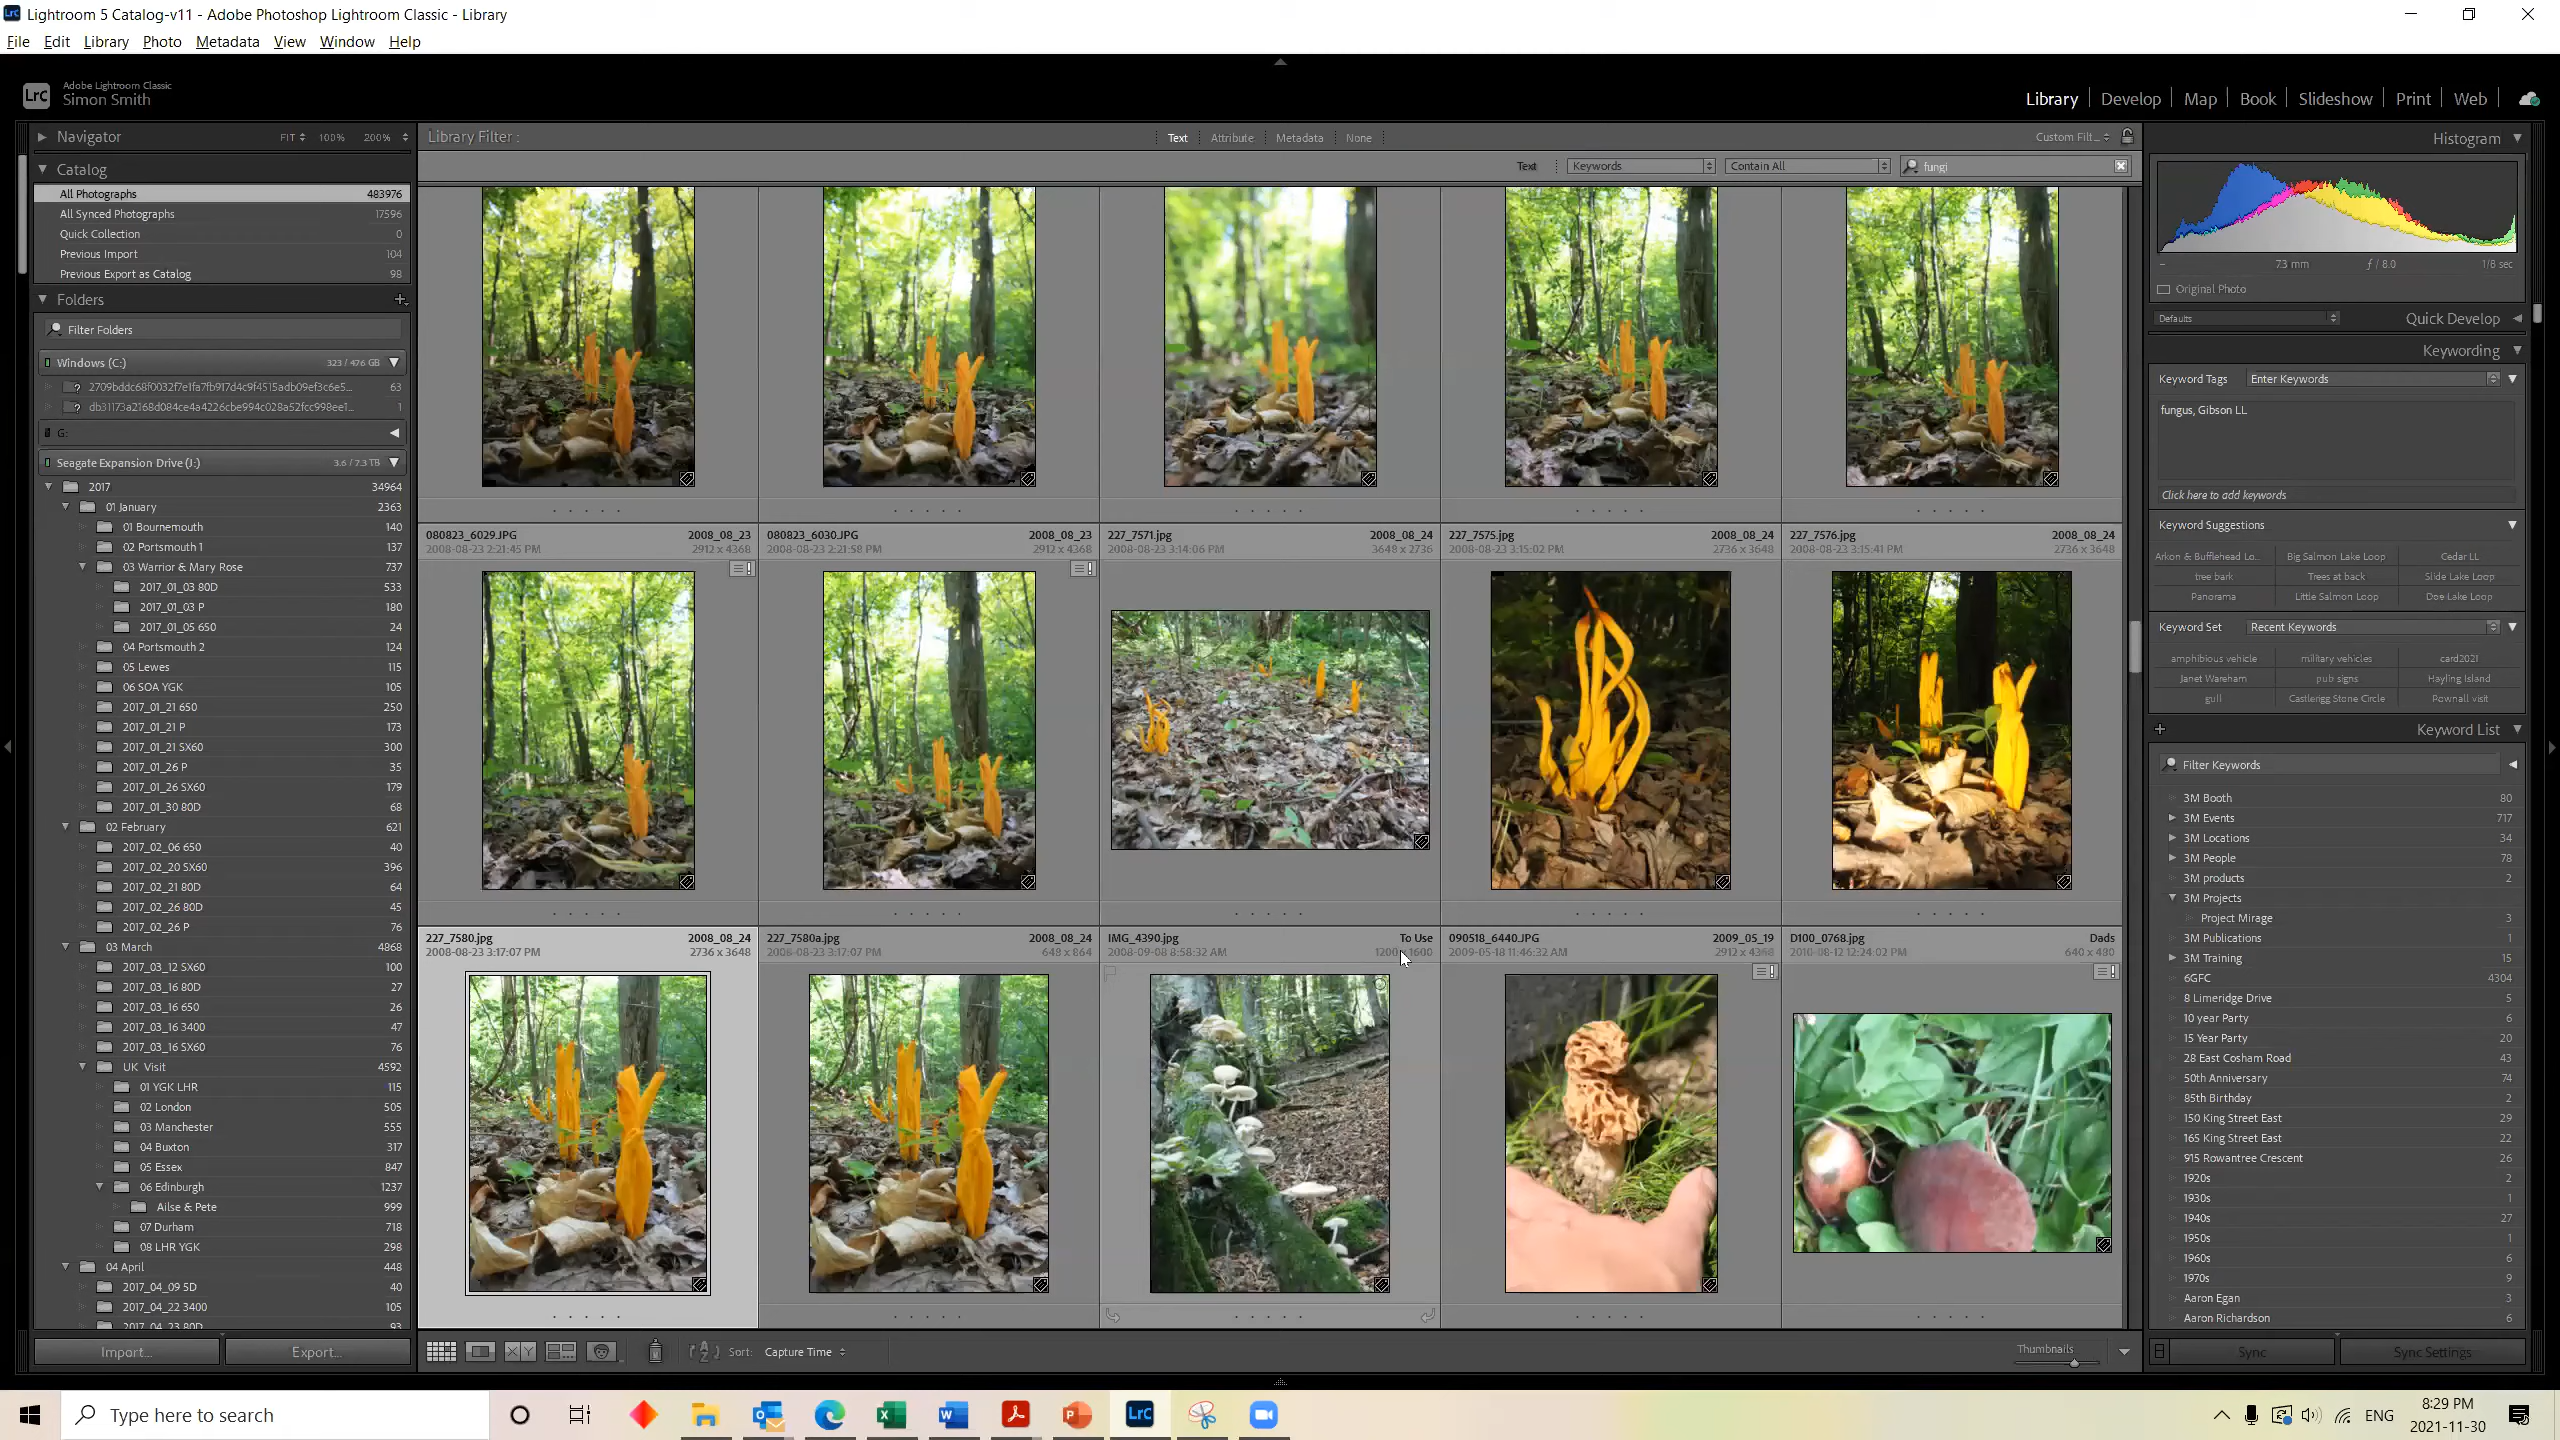 Lightroom 5 Catalog-v11 - Adobe Photoshop Lightroom Classic - Library
File Edit Library Photo Metadata View Window Help
LrC Adobe Lightroom Classic
Simon Smith
Library Develop Map Book Slideshow Print Web
Navigator FIT 100% 200%
Catalog
All Photographs 483976
All Synced Photographs 17596
Quick Collection 0
Previous Import 104
Previous Export as Catalog 98
Folders
Filter Folders
Windows (C:) 323 / 476 GB
63
1
G:
Seagate Expansion Drive (J:) 3.6 / 7.3 TB
2017 34964
01 January 2363
01 Bournemouth 140
02 Portsmouth 1 137
03 Warrior & Mary Rose 737
2017_01_03 80D 533
2017_01_03 P 180
2017_01_05 650 24
04 Portsmouth 2 124
05 Lewes 115
06 SOA YGK 105
2017_01_21 650 250
2017_01_21 P 173
2017_01_21 SX60 300
2017_01_26 P 35
2017_01_26 SX60 179
2017_01_30 80D 68
02 February 621
2017_02_06 650 40
2017_02_20 SX60 396
2017_02_21 80D 64
2017_02_26 80D 45
2017_02_26 P 76
03 March 4868
2017_03_12 SX60 100
2017_03_16 80D 27
2017_03_16 650 26
2017_03_16 3400 47
2017_03_16 SX60 76
UK Visit 4592
01 YGK LHR 115
02 London 505
03 Manchester 555
04 Buxton 317
05 Essex 847
06 Edinburgh 1237
Ailse & Pete 999
07 Durham 718
08 LHR YGK 298
04 April 448
2017_04_09 5D 40
2017_04_22 3400 105
2017_04_23 80D 93
Import... Export...
Library Filter : Text Attribute Metadata None Custom Filt...
Text Keywords Contain All fungi
080823_6029.JPG 2008_08_23
2008-08-23 2:21:45 PM 2912 x 4368
080823_6030.JPG 2008_08_23
2008-08-23 2:21:58 PM 2912 x 4368
227_7571.jpg 2008_08_24
2008-08-23 3:14:06 PM 3648 x 2736
227_7575.jpg 2008_08_24
2008-08-23 3:15:02 PM 2736 x 3648
227_7576.jpg 2008_08_24
2008-08-23 3:15:41 PM 2736 x 3648
227_7580.jpg 2008_08_24
2008-08-23 3:17:07 PM 2736 x 3648
227_7580a.jpg 2008_08_24
2008-08-23 3:17:07 PM 648 x 864
IMG_4390.jpg To Use
2008-09-08 8:58:32 AM 1200 x 1600
090518_6440.JPG 2009_05_19
2009-05-18 11:46:32 AM 2912 x 4368
D100_0768.jpg Dads
2010-08-12 12:24:02 PM 640 x 480
Sort: Capture Time Thumbnails
Histogram
73 mm ƒ / 8.0 1/8 sec
Original Photo
Defaults Quick Develop
Keywording
Keyword Tags Enter Keywords
fungus, Gibson LL
Click here to add keywords
Keyword Suggestions
Arkon & Bufflehead Lo... Big Salmon Lake Loop Cedar LL
tree bark Trees at back Slide Lake Loop
Panorama Little Salmon Loop Doe Lake Loop
Keyword Set Recent Keywords
amphibious vehicle military vehicles card2021
Janet Wareham pub signs Hayling Island
gull Castlerigg Stone Circle Pownall visit
Keyword List
Filter Keywords
3M Booth 80
3M Events 717
3M Locations 34
3M People 78
3M products 2
3M Projects
Project Mirage 3
3M Publications 1
3M Training 15
6GFC 4304
8 Limeridge Drive 5
10 year Party 6
15 Year Party 20
28 East Cosham Road 43
50th Anniversary 74
85th Birthday 2
150 King Street East 29
165 King Street East 22
915 Rowantree Crescent 26
1920s 2
1930s 1
1940s 27
1950s 1
1960s 6
1970s 9
Aaron Egan 3
Aaron Richardson 6
Sync Sync Settings
Type here to search
LrC
ENG
8:29 PM
2021-11-30